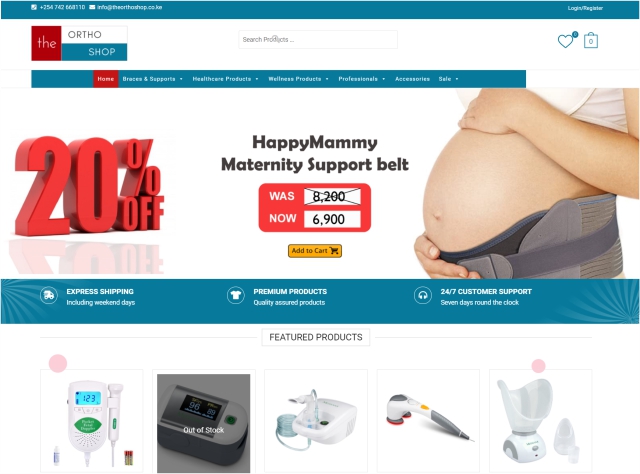 +254 742 668110 info@theorthoshop.co.ke Login/Register
the ORTHO SHOP
Search Products ...
0
0
Home Braces & Supports Healthcare Products Wellness Products Professionals Accessories Sale
20% OFF
HappyMammy
Maternity Support belt
WAS 8,200
NOW 6,900
Add to Cart
EXPRESS SHIPPING
Including weekend days
PREMIUM PRODUCTS
Quality assured products
24/7 CUSTOMER SUPPORT
Seven days round the clock
FEATURED PRODUCTS
123
Out of Stock